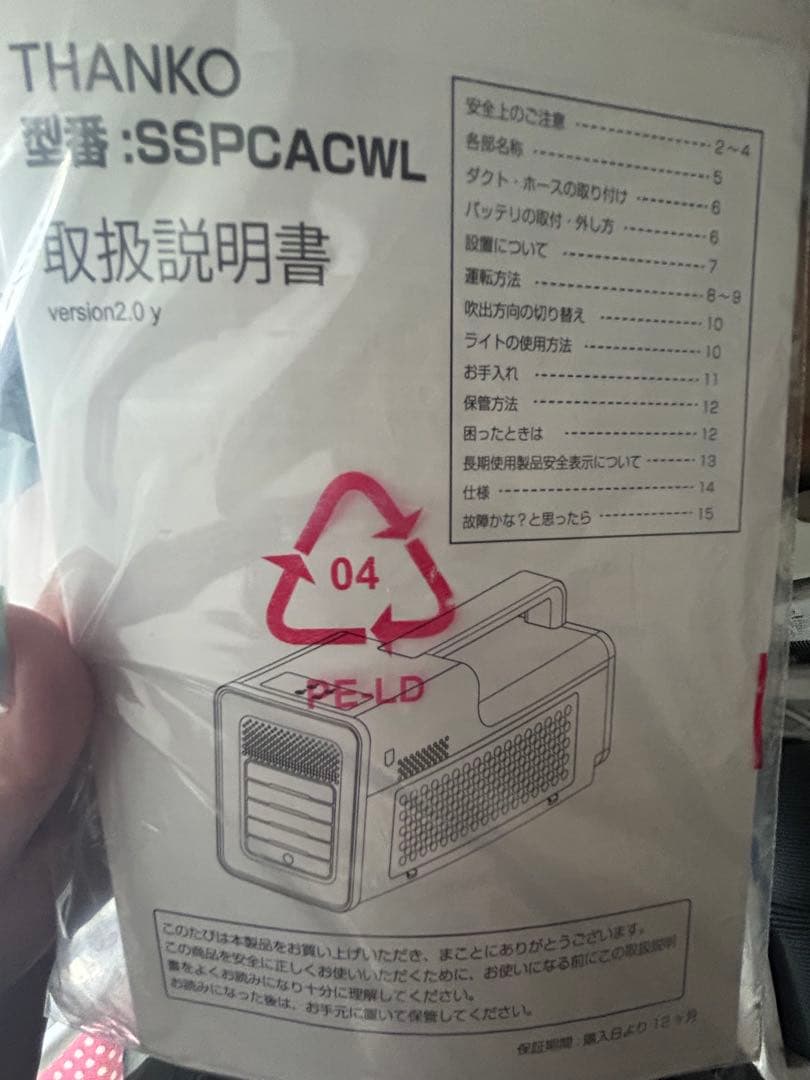 THANKO
型番:SSPCACWL
取扱説明書
version2.0 y
安全上のご注意 ---------------- 2～4
各部名称 ---------------- 5
ダクト・ホースの取り付け ---------------- 6
バッテリの取付・外し方 ---------------- 6
設置について ---------------- 7
運転方法 ---------------- 8～9
吹出方向の切り替え ---------------- 10
ライトの使用方法 ---------------- 10
お手入れ ---------------- 11
保管方法 ---------------- 12
困ったときは ---------------- 12
長期使用製品安全表示について ---------------- 13
仕様 ---------------- 14
故障かな？と思ったら ---------------- 15
04
PE-LD
このたびは本製品をお買い上げいただき、まことにありがとうございます。
この商品を安全に正しくお使いいただくために、お使いになる前にこの取扱説明
書をよくお読みになり十分に理解してください。
お読みになった後は、お手元に置いて保管してください。
保証期間：購入日より 12ヶ月